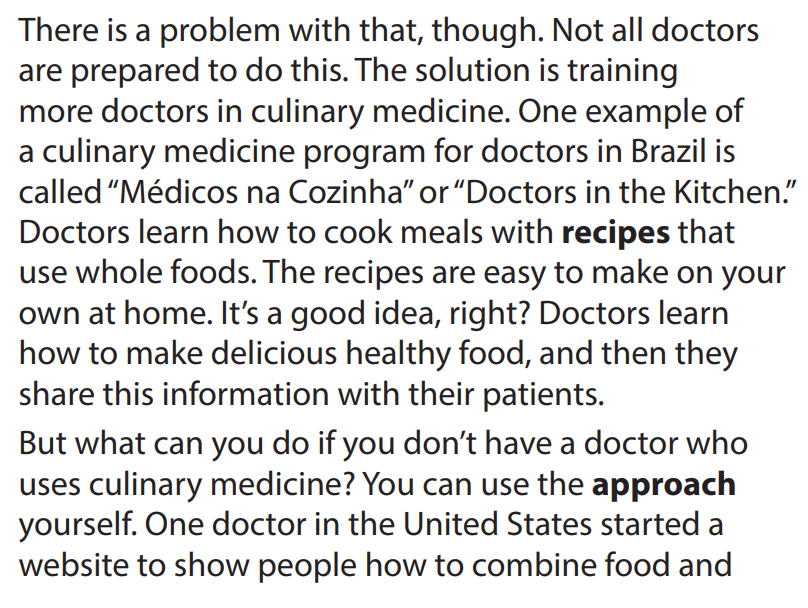 There is a problem with that, though. Not all doctors
are prepared to do this. The solution is training
more doctors in culinary medicine. One example of
a culinary medicine program for doctors in Brazil is
called “Médicos na Cozinha” or “Doctors in the Kitchen.”
Doctors learn how to cook meals with recipes that
use whole foods. The recipes are easy to make on your
own at home. It’s a good idea, right? Doctors learn
how to make delicious healthy food, and then they
share this information with their patients.
But what can you do if you don’t have a doctor who
uses culinary medicine? You can use the approach
yourself. One doctor in the United States started a
website to show people how to combine food and